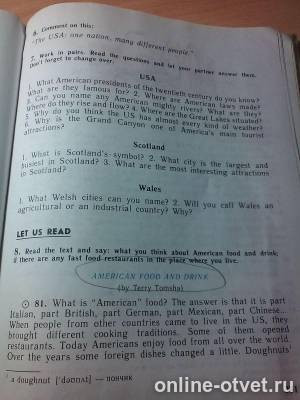 6. Comment on this:
"The USA: one nation, many different people."
7. Work in pairs. Read the questions and let your partner answer them.
Don't forget to change over.
USA
1. What American presidents of the twentieth century do you know?
What are they famous for? 2. Where are American laws made?
3. Can you name any American mighty rivers? What are they?
Where do they rise and flow? 4. Where are the Great Lakes situated?
5. Why do you think the US has almost every kind of weather?
6. Why is the Grand Canyon one of America's main tourist
attractions?
Scotland
1. What is Scotland's symbol? 2. What city is the largest and
busiest in Scotland? 3. What are the most interesting attractions
in Scotland?
Wales
1. What Welsh cities can you name? 2. Will you call Wales an
agricultural or an industrial country? Why?
LET US READ
8. Read the text and say: what you think about American food and drink;
if there are any fast food restaurants in the place where you live.
AMERICAN FOOD AND DRINK
(by Terry Tomsha)
81. What is "American" food? The answer is that it is part
Italian, part British, part German, part Mexican, part Chinese...
When people from other countries came to live in the US, they
brought different cooking traditions. Some of them opened
restaurants. Today Americans enjoy food from all over the world.
Over the years some foreign dishes changed a little. Doughnuts¹
¹ a doughnut ['dəʊnʌt] — пончик
online-otvet.ru